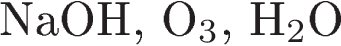 NaOH, O₃, H₂O